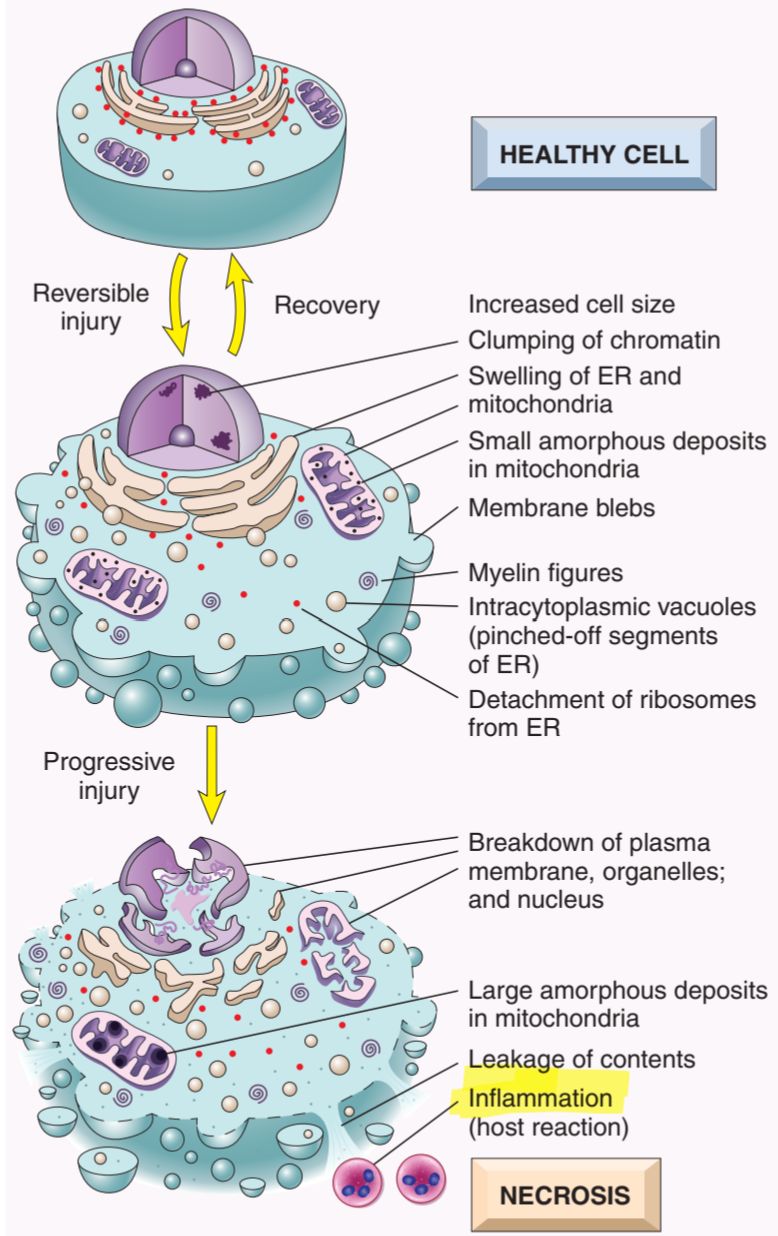 HEALTHY CELL
Reversible
injury
Recovery
Increased cell size
Clumping of chromatin
Swelling of ER and
mitochondria
Small amorphous deposits
in mitochondria
Membrane blebs
Myelin figures
Intracytoplasmic vacuoles
(pinched-off segments
of ER)
Detachment of ribosomes
from ER
Progressive
injury
Breakdown of plasma
membrane, organelles;
and nucleus
Large amorphous deposits
in mitochondria
Leakage of contents
Inflammation
(host reaction)
NECROSIS